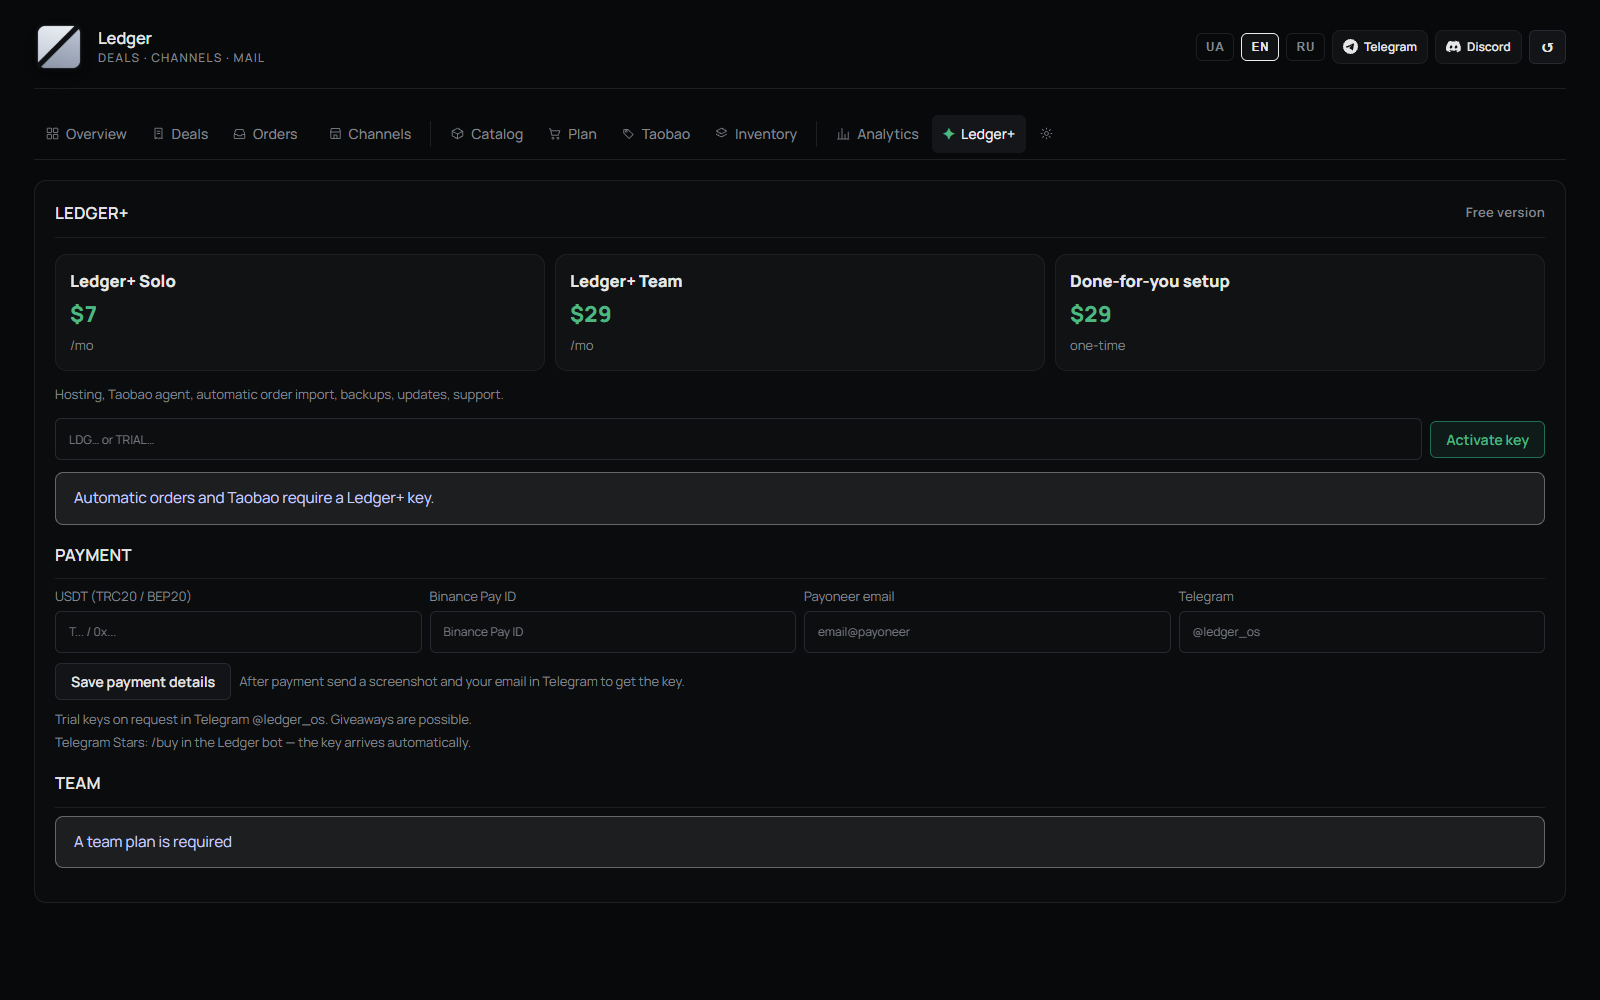 Ledger
DEALS · CHANNELS · MAIL
UA EN RU Telegram Discord
Overview Deals Orders Channels Catalog Plan Taobao Inventory Analytics Ledger+
LEDGER+
Free version
Ledger+ Solo
$7
/mo
Ledger+ Team
$29
/mo
Done-for-you setup
$29
one-time
Hosting, Taobao agent, automatic order import, backups, updates, support.
LDG... or TRIAL...
Activate key
Automatic orders and Taobao require a Ledger+ key.
PAYMENT
USDT (TRC20 / BEP20)
T... / 0x...
Binance Pay ID
Binance Pay ID
Payoneer email
email@payoneer
Telegram
@ledger_os
Save payment details
After payment send a screenshot and your email in Telegram to get the key.
Trial keys on request in Telegram @ledger_os. Giveaways are possible.
Telegram Stars: /buy in the Ledger bot — the key arrives automatically.
TEAM
A team plan is required